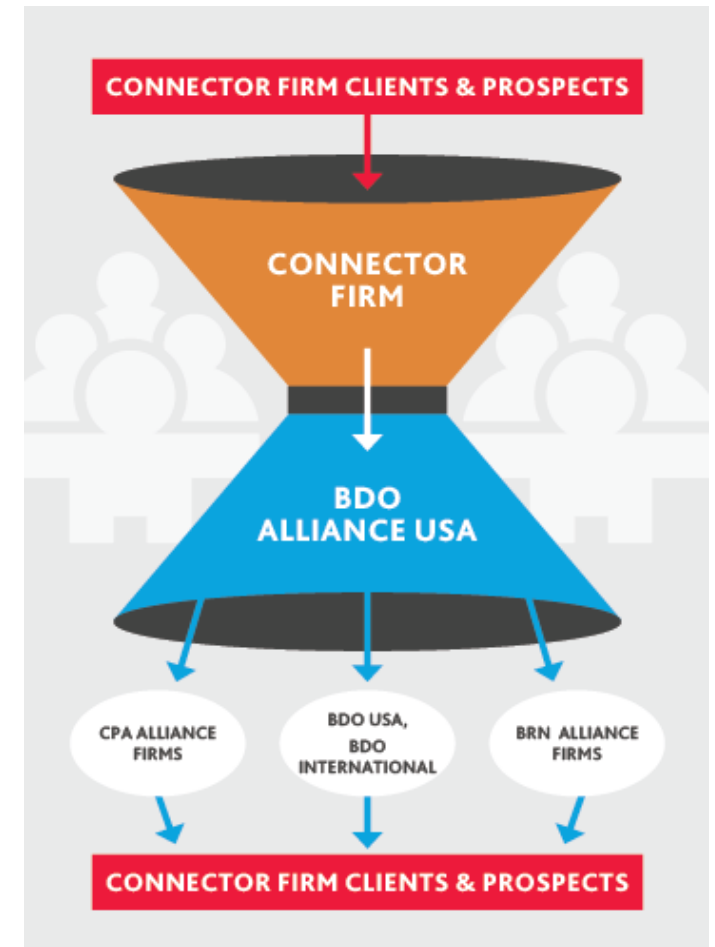 CONNECTOR FIRM CLIENTS & PROSPECTS
CONNECTOR
FIRM
BDO
ALLIANCE USA
CPA ALLIANCE
FIRMS
BDO USA,
BDO
INTERNATIONAL
BRN ALLIANCE
FIRMS
CONNECTOR FIRM CLIENTS & PROSPECTS